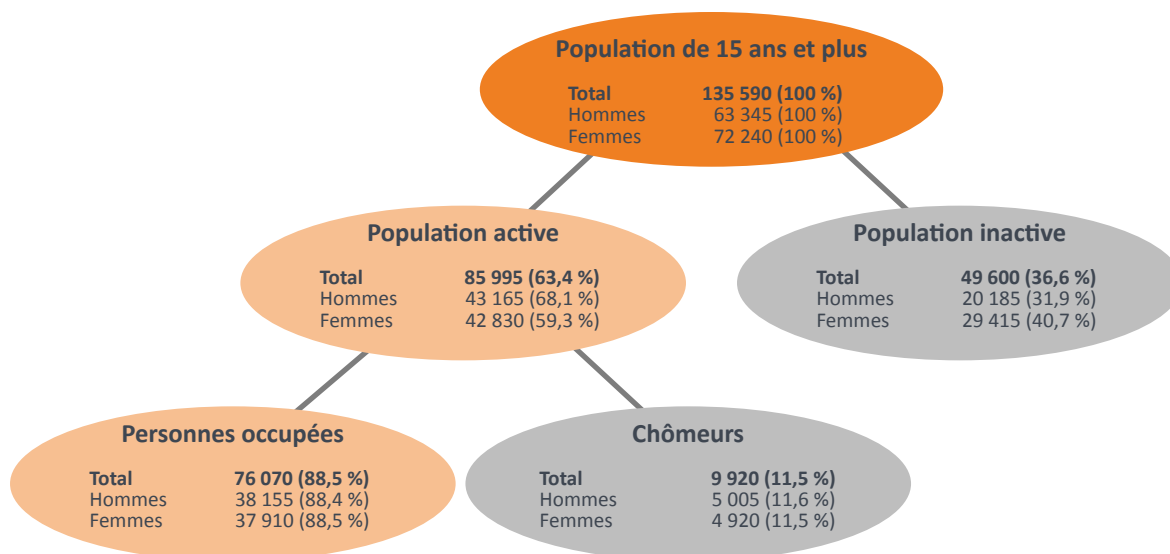 Population de 15 ans et plus
Total 135 590 (100 %)
Hommes 63 345 (100 %)
Femmes 72 240 (100 %)
Population active
Total 85 995 (63,4 %)
Hommes 43 165 (68,1 %)
Femmes 42 830 (59,3 %)
Population inactive
Total 49 600 (36,6 %)
Hommes 20 185 (31,9 %)
Femmes 29 415 (40,7 %)
Personnes occupées
Total 76 070 (88,5 %)
Hommes 38 155 (88,4 %)
Femmes 37 910 (88,5 %)
Chômeurs
Total 9 920 (11,5 %)
Hommes 5 005 (11,6 %)
Femmes 4 920 (11,5 %)